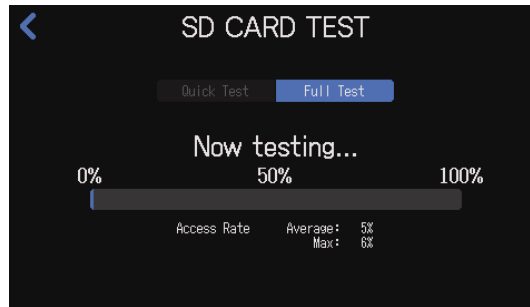 SD CARD TEST
Quick Test Full Test
Now testing...
0% 50% 100%
Access Rate Average: 5%
Max: 6%